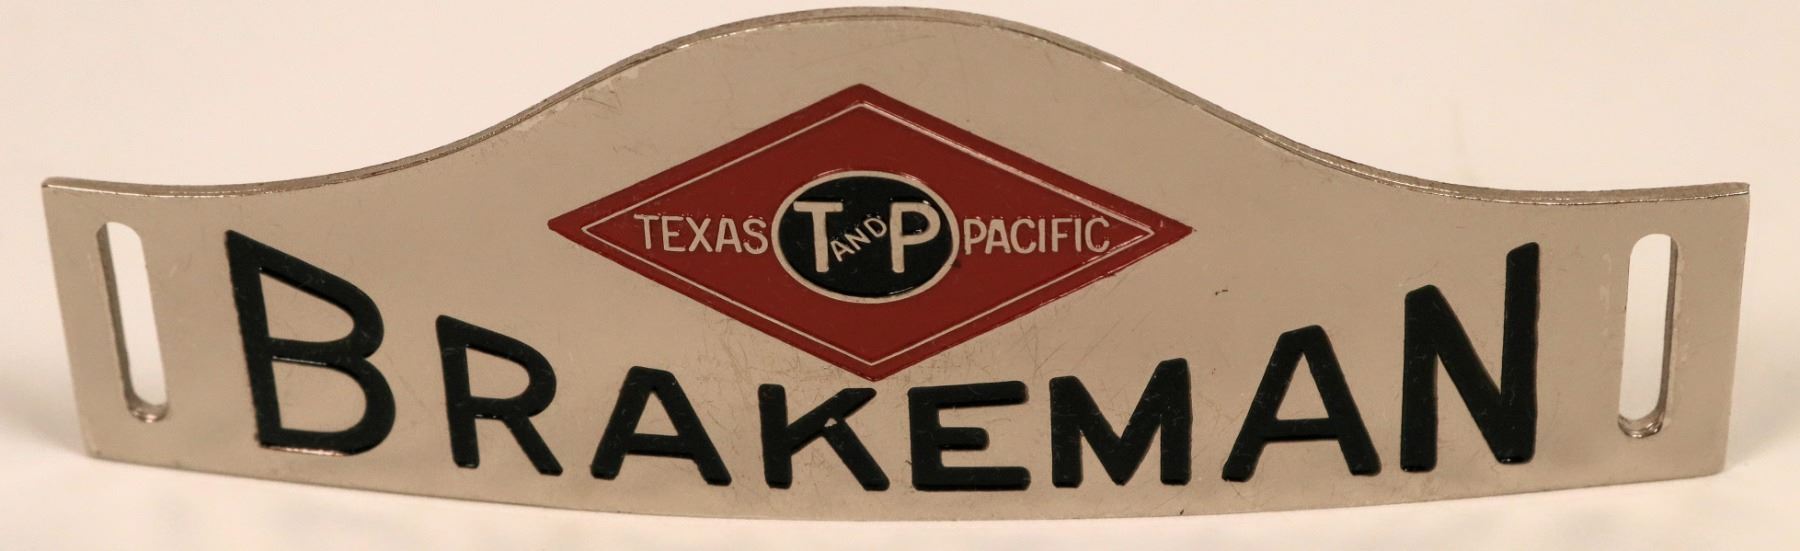 TEXAS T AND P PACIFIC
BRAKEMAN